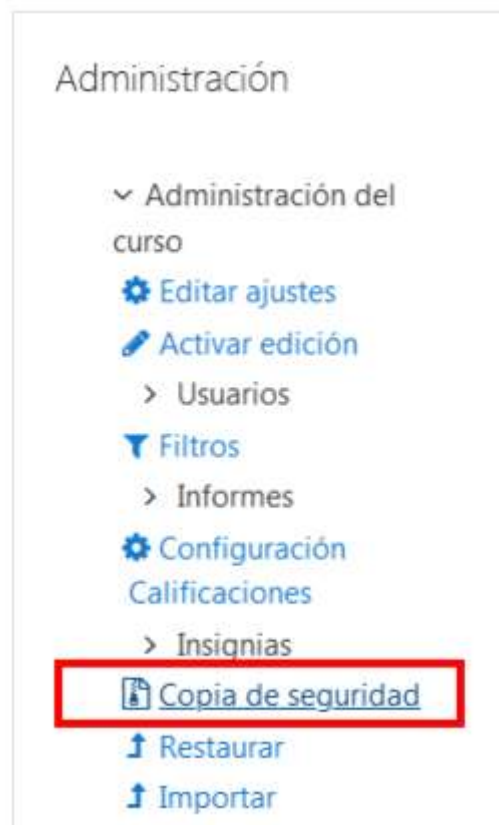 Administración
Administración del
curso
Editar ajustes
Activar edición
Usuarios
Filtros
Informes
Configuración
Calificaciones
Insignias
Copia de seguridad
Restaurar
Importar